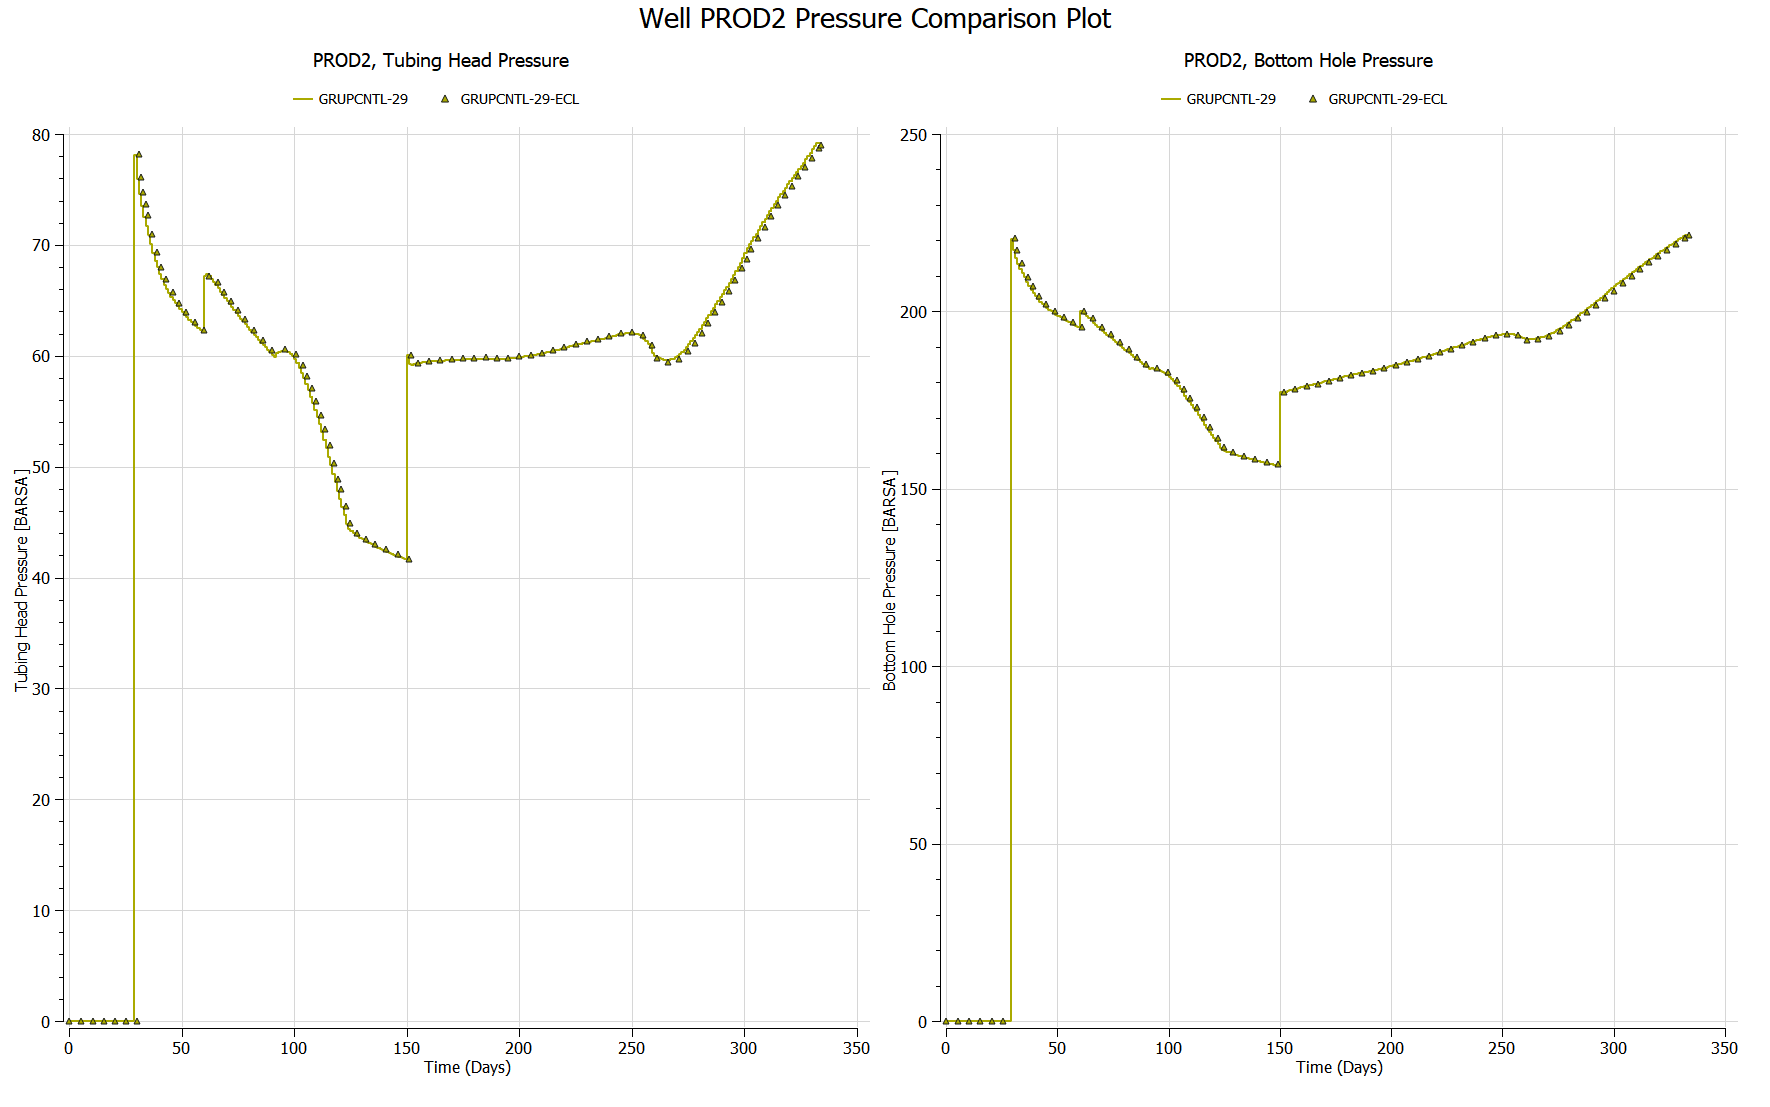 Well PROD2 Pressure Comparison Plot
PROD2, Tubing Head Pressure
GRUPCNTL-29
GRUPCNTL-29-ECL
80
70
60
50
40
30
20
10
0
Tubing Head Pressure [BARSA]
0
50
100
150
200
250
300
350
Time (Days)
PROD2, Bottom Hole Pressure
GRUPCNTL-29
GRUPCNTL-29-ECL
250
200
150
100
50
0
Bottom Hole Pressure [BARSA]
0
50
100
150
200
250
300
350
Time (Days)